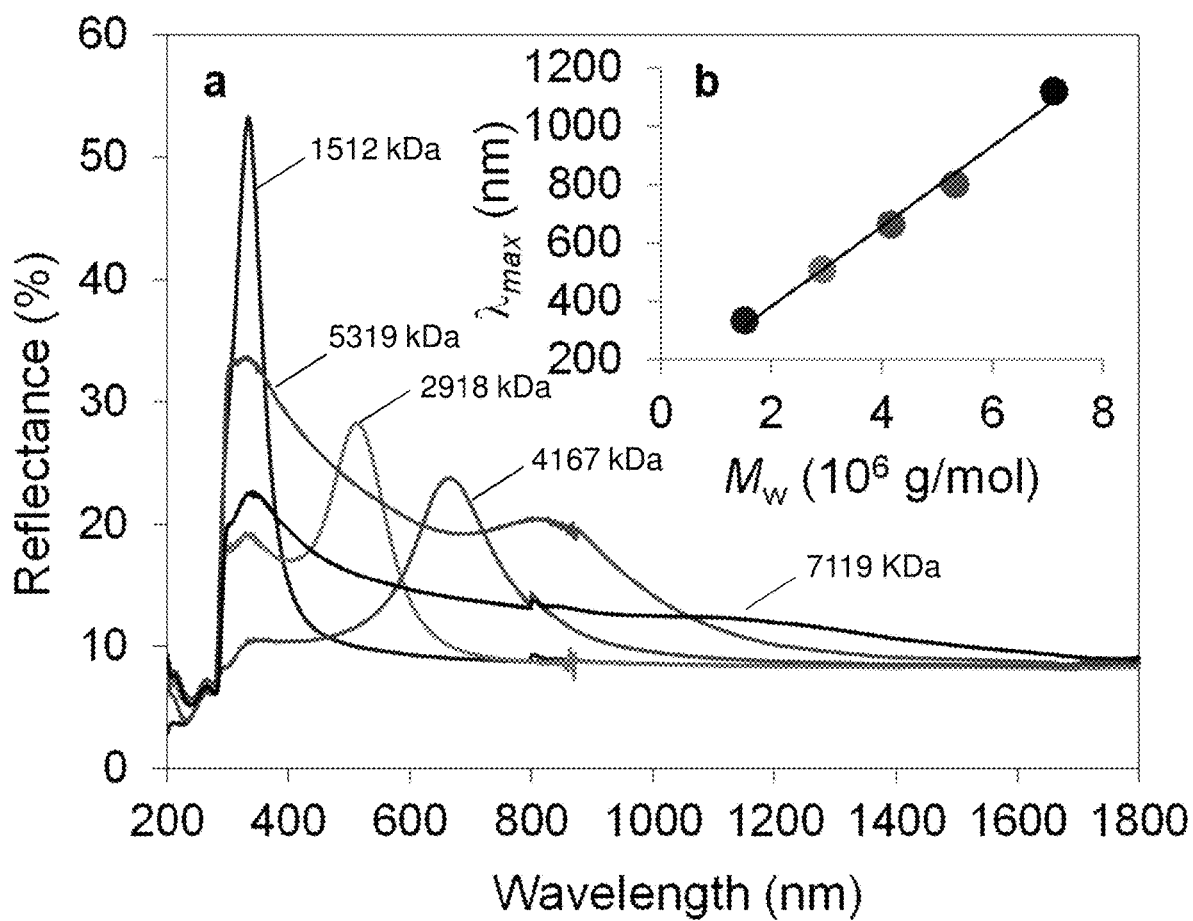 60
50
40
30
20
10
0
Reflectance (%)
a
1512 kDa
5319 kDa
2918 kDa
4167 kDa
7119 KDa
200 400 600 800 1000 1200 1400 1600 1800
Wavelength (nm)
b
1200
1000
800
600
400
200
λmax (nm)
0 2 4 6 8
Mw (10⁶ g/mol)